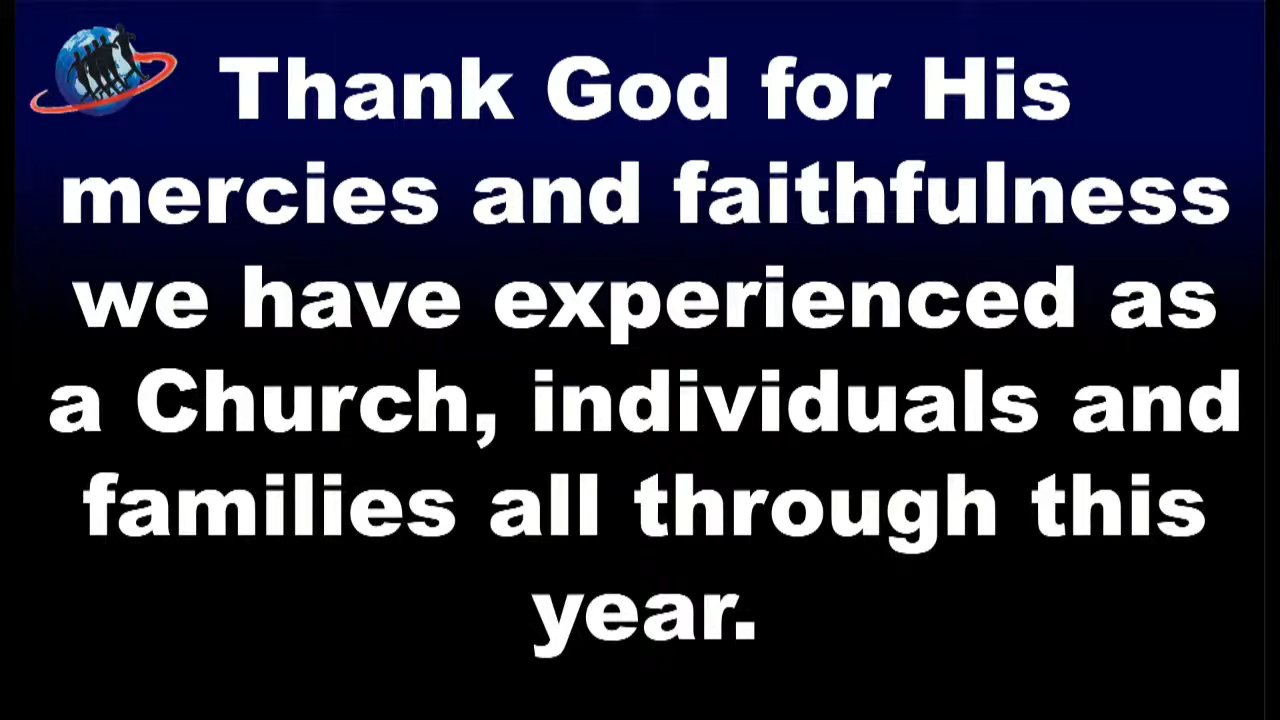 Thank God for His
mercies and faithfulness
we have experienced as
a Church, individuals and
families all through this
year.